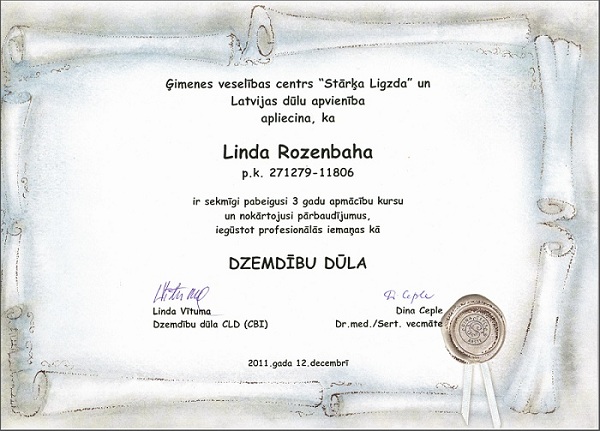 Ģimenes veselības centrs "Stārķa Ligzda" un
Latvijas dūlu apvienība
apliecina, ka
Linda Rozenbaha
p.k. 271279-11806
ir sekmīgi pabeigusi 3 gadu apmācību kursu
un nokārtojusi pārbaudījumus,
iegūstot profesionālās iemaņas kā
DZEMDĪBU DŪLA
Linda Vītuma
Dzemdību dūla CLD (CBI)
D Ceple
Dina Ceple
Dr.med./Sert. vecmāte
2011.gada 12.decembrī